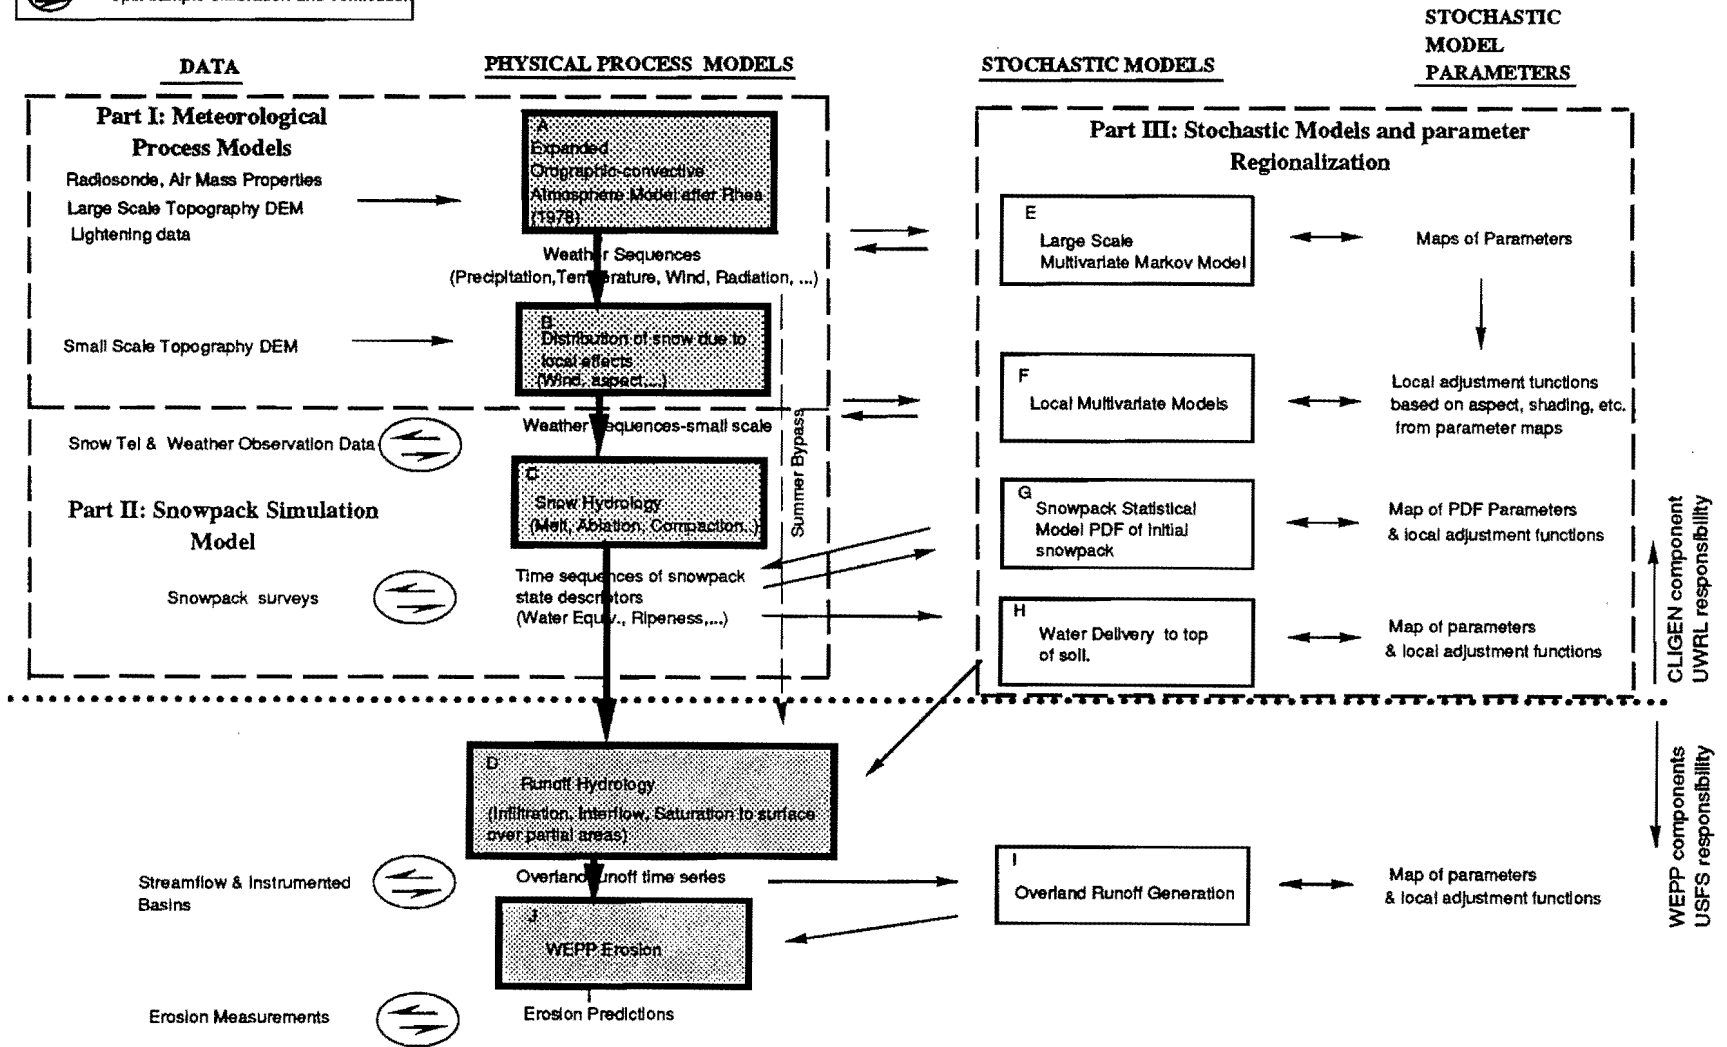 DATA
PHYSICAL PROCESS MODELS
STOCHASTIC MODELS
STOCHASTIC
MODEL
PARAMETERS
Part I: Meteorological
Process Models
Radiosonde, Air Mass Properties
Large Scale Topography DEM
Lightening data
A
Expanded
Orographic-convective
Atmosphere Model after Rhea
(1978)
Weather Sequences
(Precipitation,Temperature, Wind, Radiation, ...)
Small Scale Topography DEM
B
Distribution of snow due to
local effects
(Wind, aspect,...)
Weather Sequences-small scale
Summer Bypass
Snow Tel & Weather Observation Data
Part II: Snowpack Simulation
Model
C
Snow Hydrology
(Melt, Ablation, Compaction..)
Snowpack surveys
Time sequences of snowpack
state descriptors
(Water Equiv., Ripeness,...)
Part III: Stochastic Models and parameter
Regionalization
E
Large Scale
Multivariate Markov Model
Maps of Parameters
F
Local Multivariate Models
Local adjustment functions
based on aspect, shading, etc.
from parameter maps
G
Snowpack Statistical
Model PDF of Initial
snowpack
Map of PDF Parameters
& local adjustment functions
H
Water Delivery to top
of soil.
Map of parameters
& local adjustment functions
CLIGEN component
UWRL responsibility
D
Runoff Hydrology
(Infiltration, Interflow, Saturation to surface
over partial areas)
Streamflow & Instrumented
Basins
Overland runoff time series
I
Overland Runoff Generation
Map of parameters
& local adjustment functions
WEPP components
USFS responsibility
J
WEPP Erosion
Erosion Measurements
Erosion Predictions